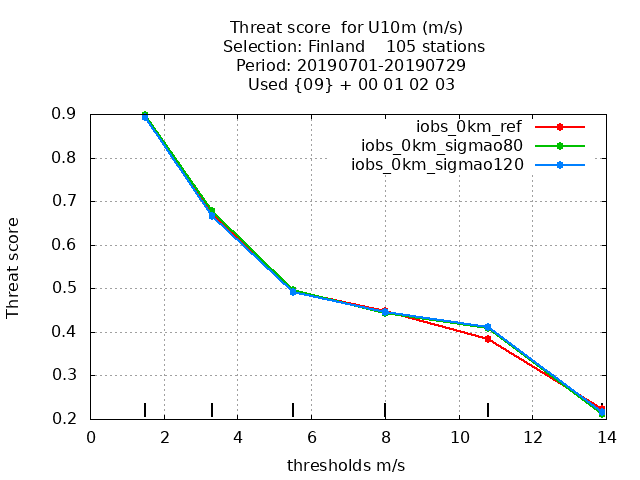 Threat score  for U10m (m/s)
Selection: Finland    105 stations
Period: 20190701-20190729
Used {09} + 00 01 02 03
iobs_0km_ref
iobs_0km_sigmao80
iobs_0km_sigmao120
Threat score
0.9
0.8
0.7
0.6
0.5
0.4
0.3
0.2
0 2 4 6 8 10 12 14
thresholds m/s